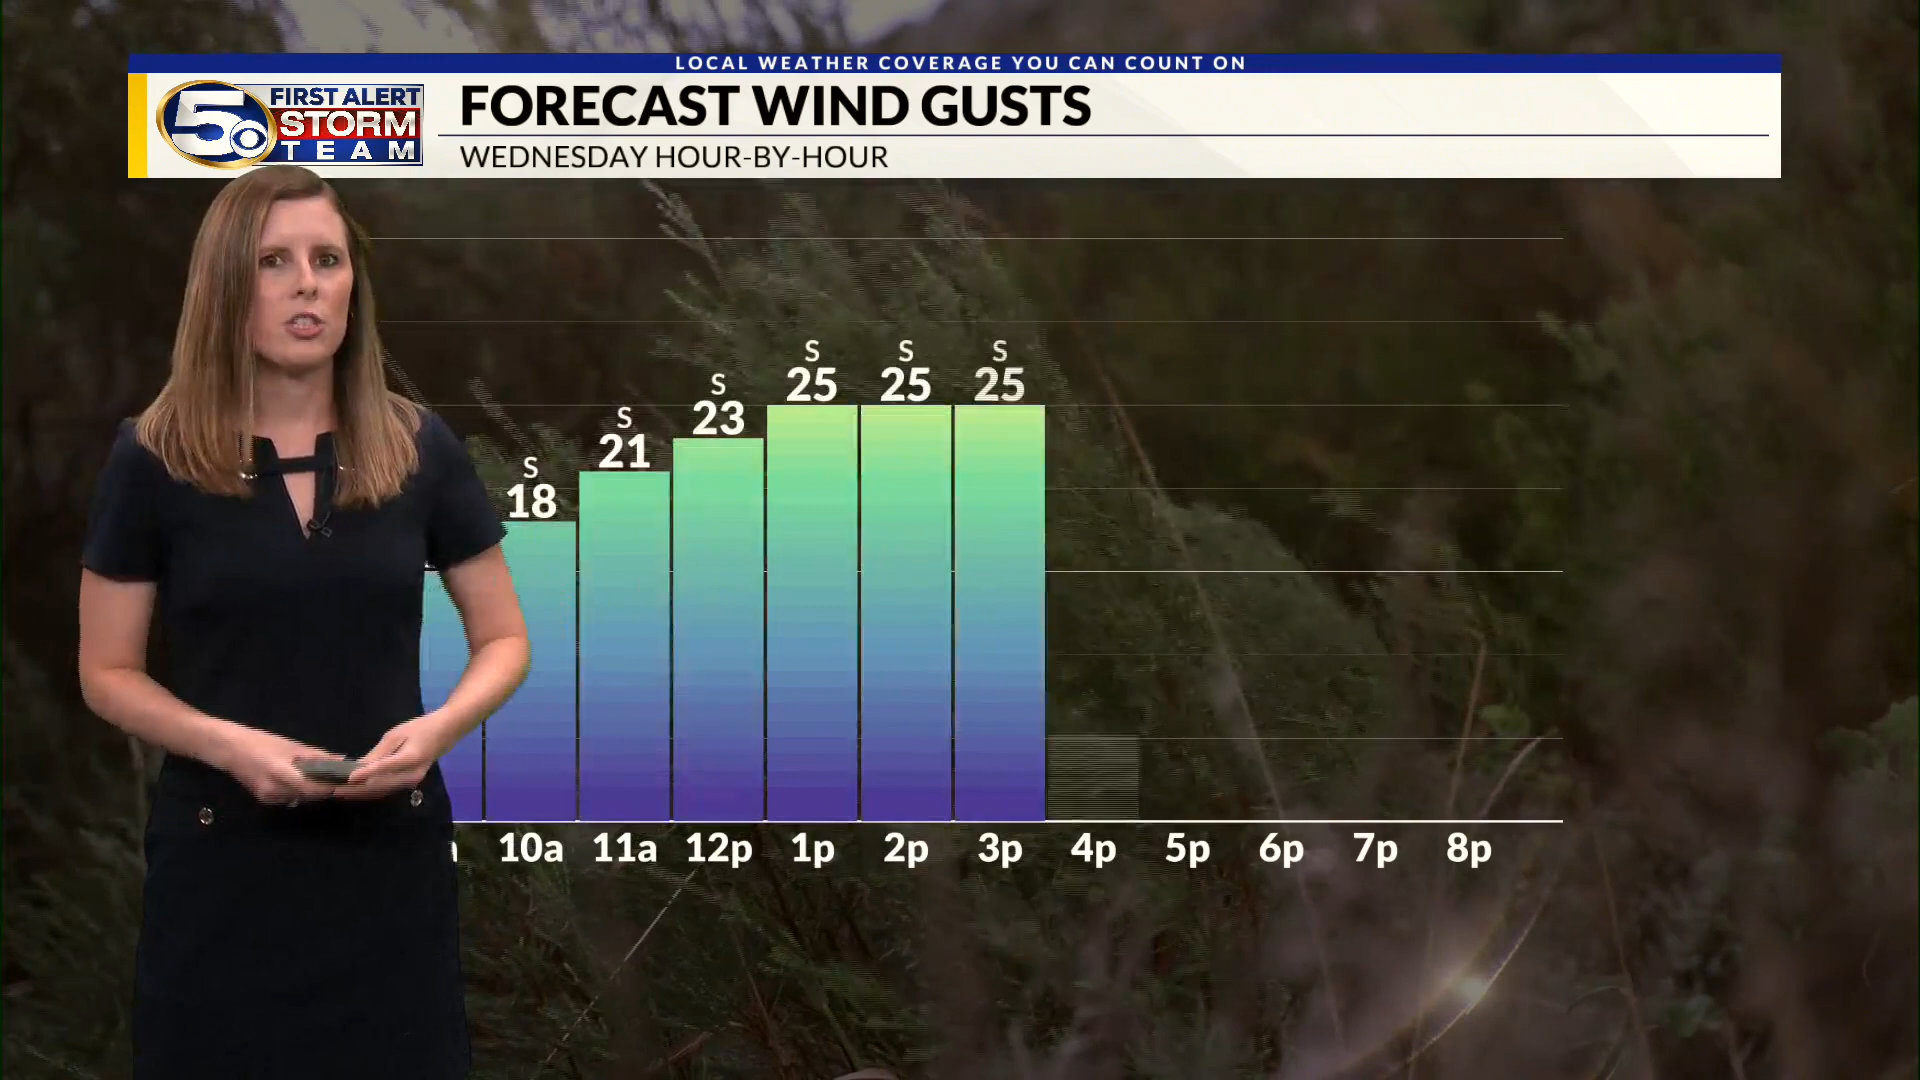 LOCAL WEATHER COVERAGE YOU CAN COUNT ON
5
FIRST ALERT
STORM
TEAM
FORECAST WIND GUSTS
WEDNESDAY HOUR-BY-HOUR
S
18
S
21
S
23
S
25
S
25
S
25
10a 11a 12p 1p 2p 3p 4p 5p 6p 7p 8p